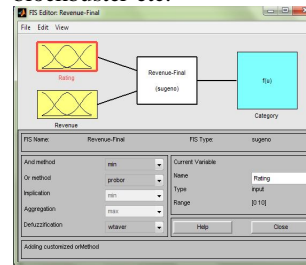 FIS Editor: Revenue-Final
File Edit View
Rating
Revenue
Revenue-Final
(sugeno)
f(u)
Category
FIS Name: Revenue-Final FIS Type: sugeno
And method min
Or method probor
Implication min
Aggregation max
Defuzzification wtaver
Current Variable
Name Rating
Type input
Range [0 10]
Help Close
Adding customized orMethod